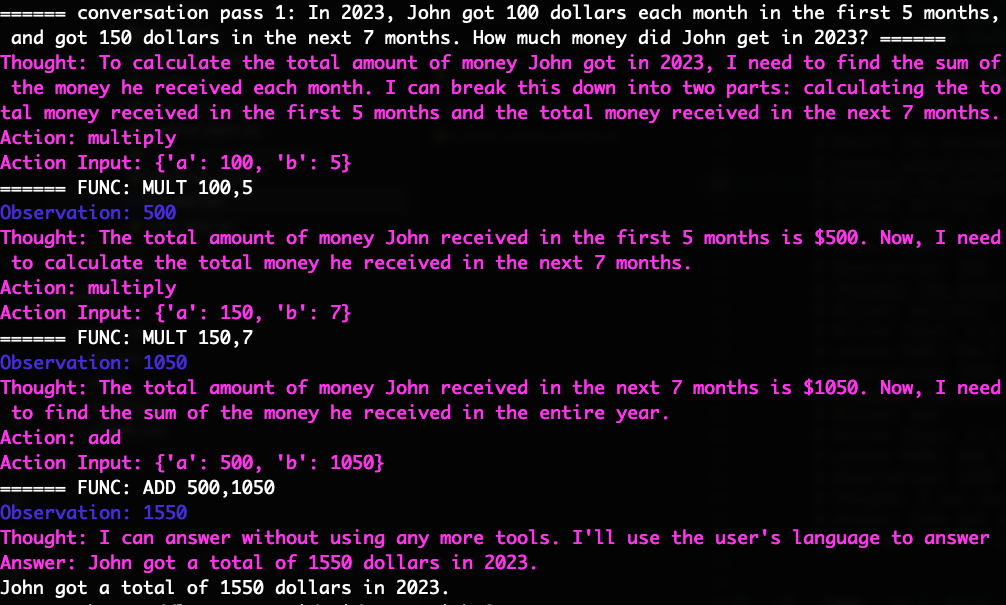 ====== conversation pass 1: In 2023, John got 100 dollars each month in the first 5 months,
 and got 150 dollars in the next 7 months. How much money did John get in 2023? ======
Thought: To calculate the total amount of money John got in 2023, I need to find the sum of
 the money he received each month. I can break this down into two parts: calculating the to
tal money received in the first 5 months and the total money received in the next 7 months.
Action: multiply
Action Input: {'a': 100, 'b': 5}
====== FUNC: MULT 100,5
Observation: 500
Thought: The total amount of money John received in the first 5 months is $500. Now, I need
 to calculate the total money he received in the next 7 months.
Action: multiply
Action Input: {'a': 150, 'b': 7}
====== FUNC: MULT 150,7
Observation: 1050
Thought: The total amount of money John received in the next 7 months is $1050. Now, I need
 to find the sum of the money he received in the entire year.
Action: add
Action Input: {'a': 500, 'b': 1050}
====== FUNC: ADD 500,1050
Observation: 1550
Thought: I can answer without using any more tools. I'll use the user's language to answer
Answer: John got a total of 1550 dollars in 2023.
John got a total of 1550 dollars in 2023.